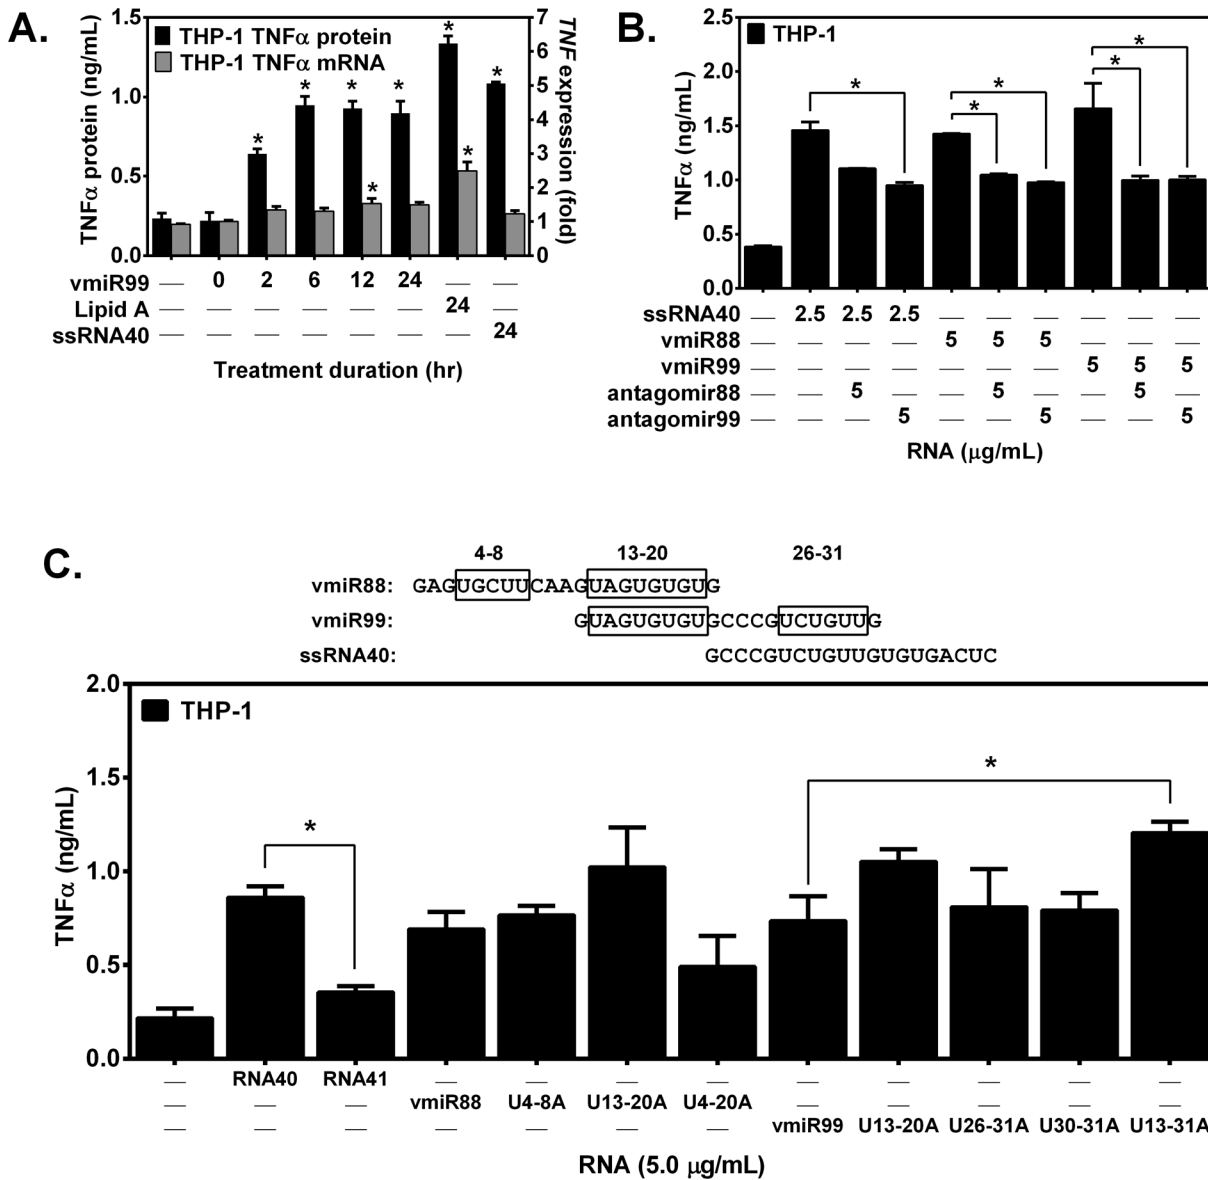 A.
TNFα protein (ng/mL)
1.5
1.0
0.5
0.0
THP-1 TNFα protein
THP-1 TNFα mRNA
* * * * * * * *
7
6
5
4
3
2
1
0
TNF expression (fold)
vmiR99 — 0 2 6 12 24 — —
Lipid A — — — — — — 24 —
ssRNA40 — — — — — — — 24
Treatment duration (hr)
B.
TNFα (ng/mL)
2.5
2.0
1.5
1.0
0.5
0.0
THP-1
* * * * *
ssRNA40 — 2.5 2.5 2.5 — — — — — —
vmiR88 — — — — 5 5 5 — — —
vmiR99 — — — — — — — 5 5 5
antagomir88 — — 5 — — 5 — — 5 —
antagomir99 — — — 5 — — 5 — — 5
RNA (μg/mL)
C.
4-8 13-20 26-31
vmiR88: GAGUGCUUCAAGUAGUGUGUG
vmiR99: GUAGUGUGUGCCCGUCUGUUG
ssRNA40: GCCCGUCUGUUGUGUGACUC
TNFα (ng/mL)
2.0
1.5
1.0
0.5
0.0
THP-1
* *
— RNA40 RNA41 — — — — — — — — —
— — — vmiR88 U4-8A U13-20A U4-20A — — — — —
— — — — — — — vmiR99 U13-20A U26-31A U30-31A U13-31A
RNA (5.0 μg/mL)